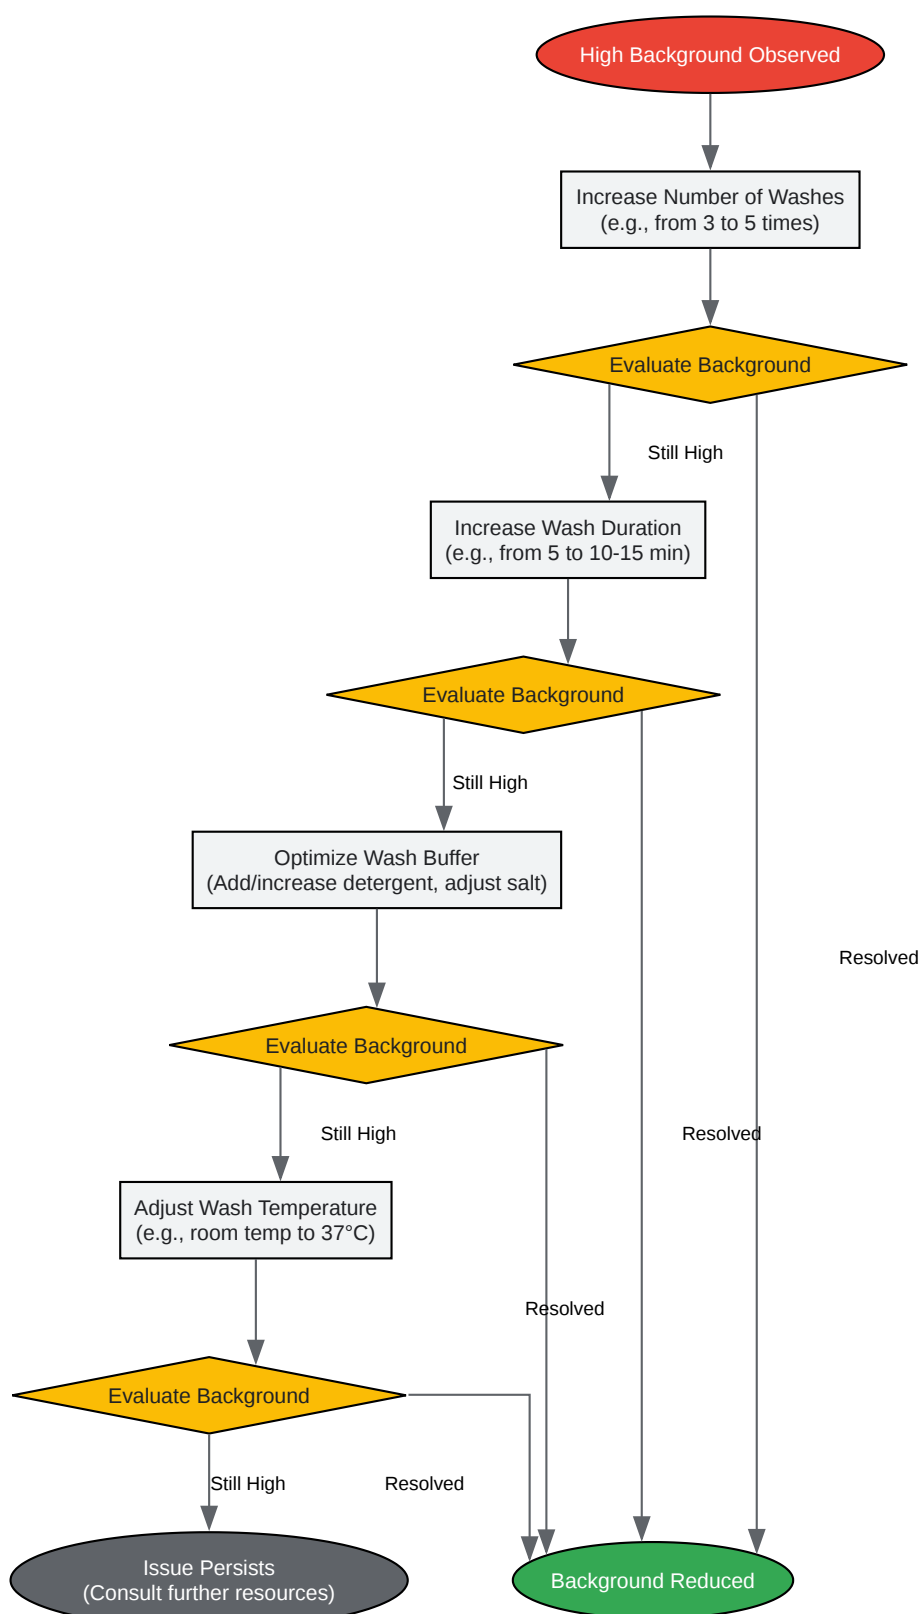 High Background Observed
Increase Number of Washes
(e.g., from 3 to 5 times)
Evaluate Background
Still High
Increase Wash Duration
(e.g., from 5 to 10-15 min)
Evaluate Background
Still High
Optimize Wash Buffer
(Add/increase detergent, adjust salt)
Resolved
Evaluate Background
Still High
Resolved
Adjust Wash Temperature
(e.g., room temp to 37°C)
Resolved
Evaluate Background
Still High
Resolved
Issue Persists
(Consult further resources)
Background Reduced